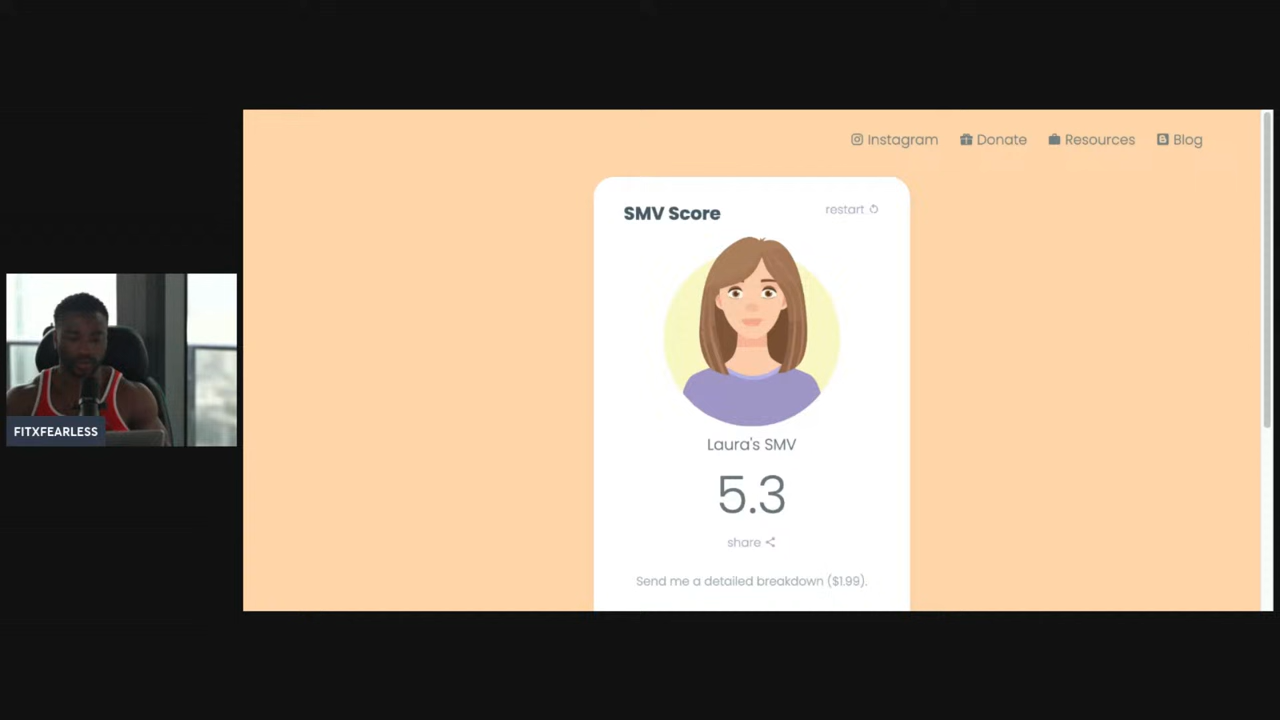 Instagram Donate Resources Blog
SMV Score
restart
Laura's SMV
5.3
share
Send me a detailed breakdown ($1.99).
FITXFEARLESS